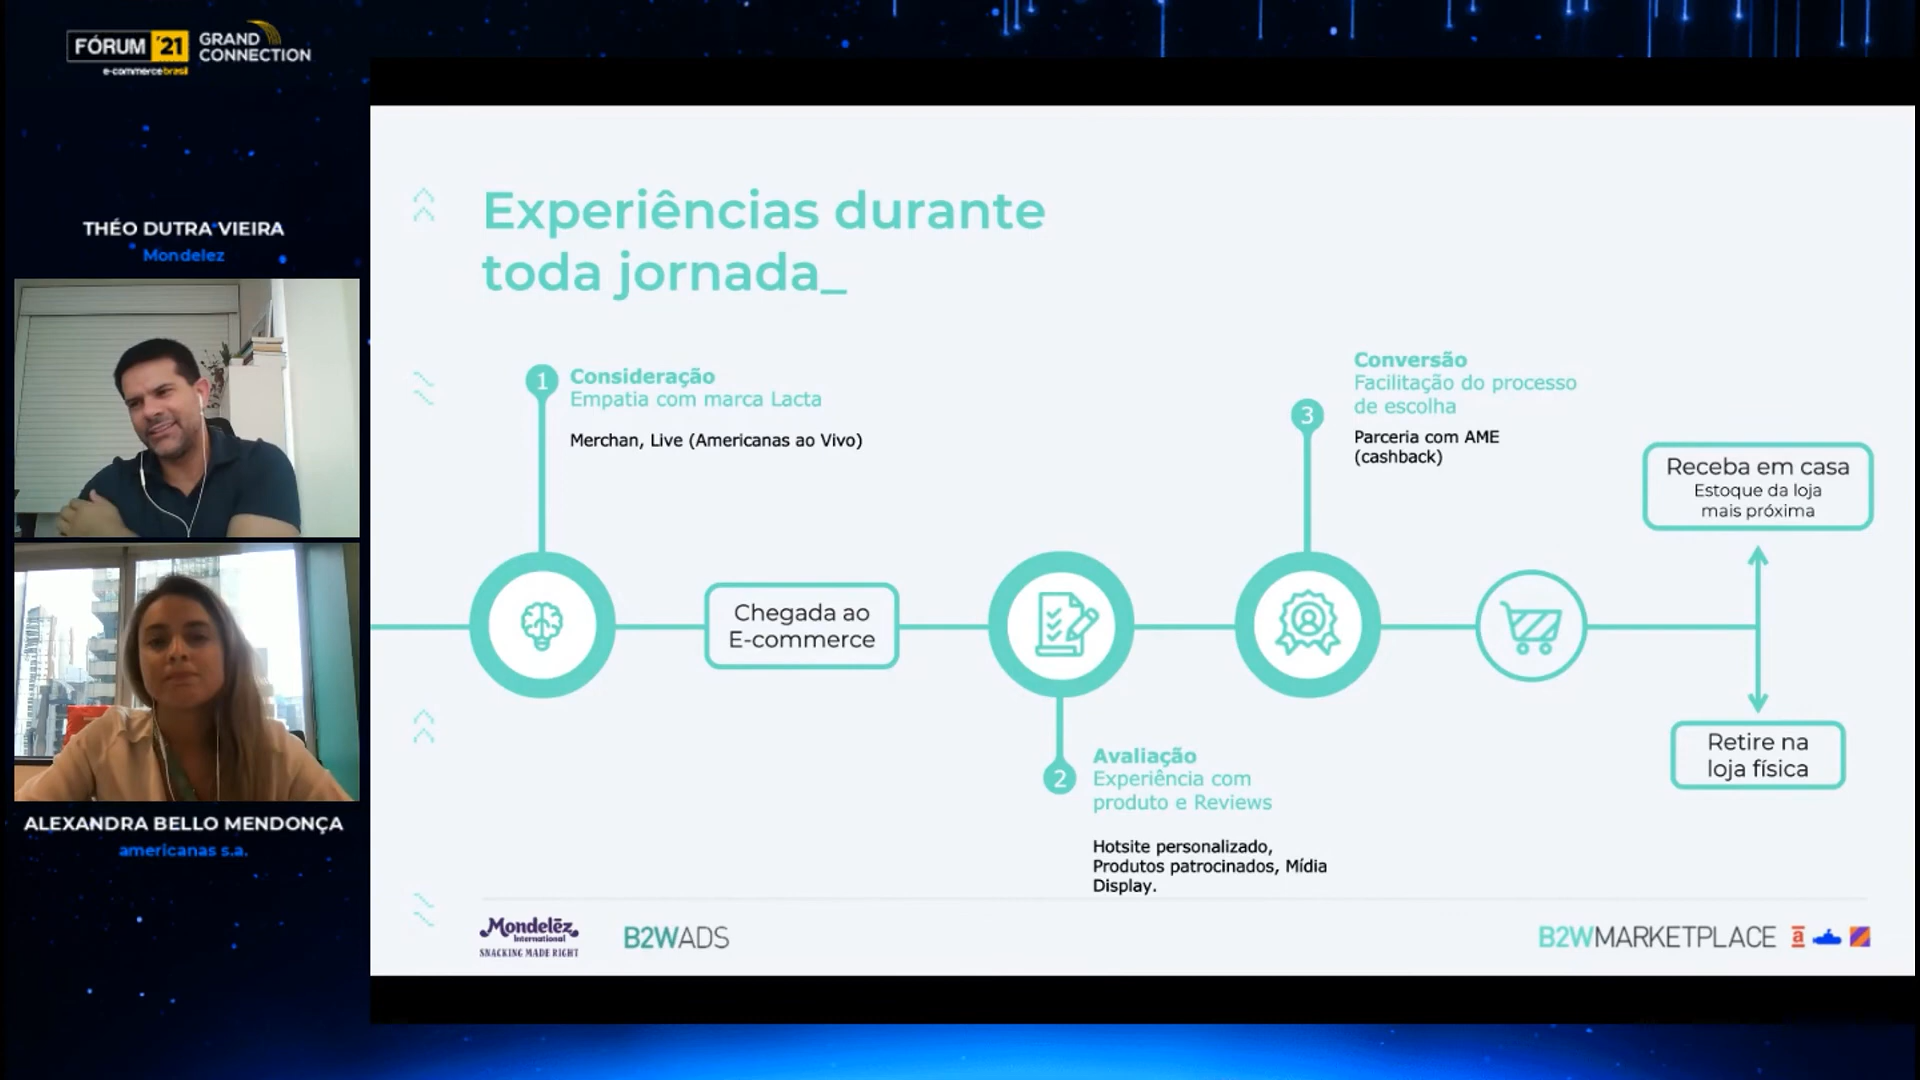 FÓRUM '21 GRAND CONNECTION
e-commercebrasil
THÉO DUTRA VIEIRA
Mondelez
ALEXANDRA BELLO MENDONÇA
americanas s.a.
Experiências durante
toda jornada_
1 Consideração
Empatia com marca Lacta
Merchan, Live (Americanas ao Vivo)
Chegada ao
E-commerce
2 Avaliação
Experiência com
produto e Reviews
Hotsite personalizado,
Produtos patrocinados, Mídia
Display.
3 Conversão
Facilitação do processo
de escolha
Parceria com AME
(cashback)
Receba em casa
Estoque da loja
mais próxima
Retire na
loja física
Mondelēz
International
SNACKING MADE RIGHT
B2WADS
B2WMARKETPLACE a